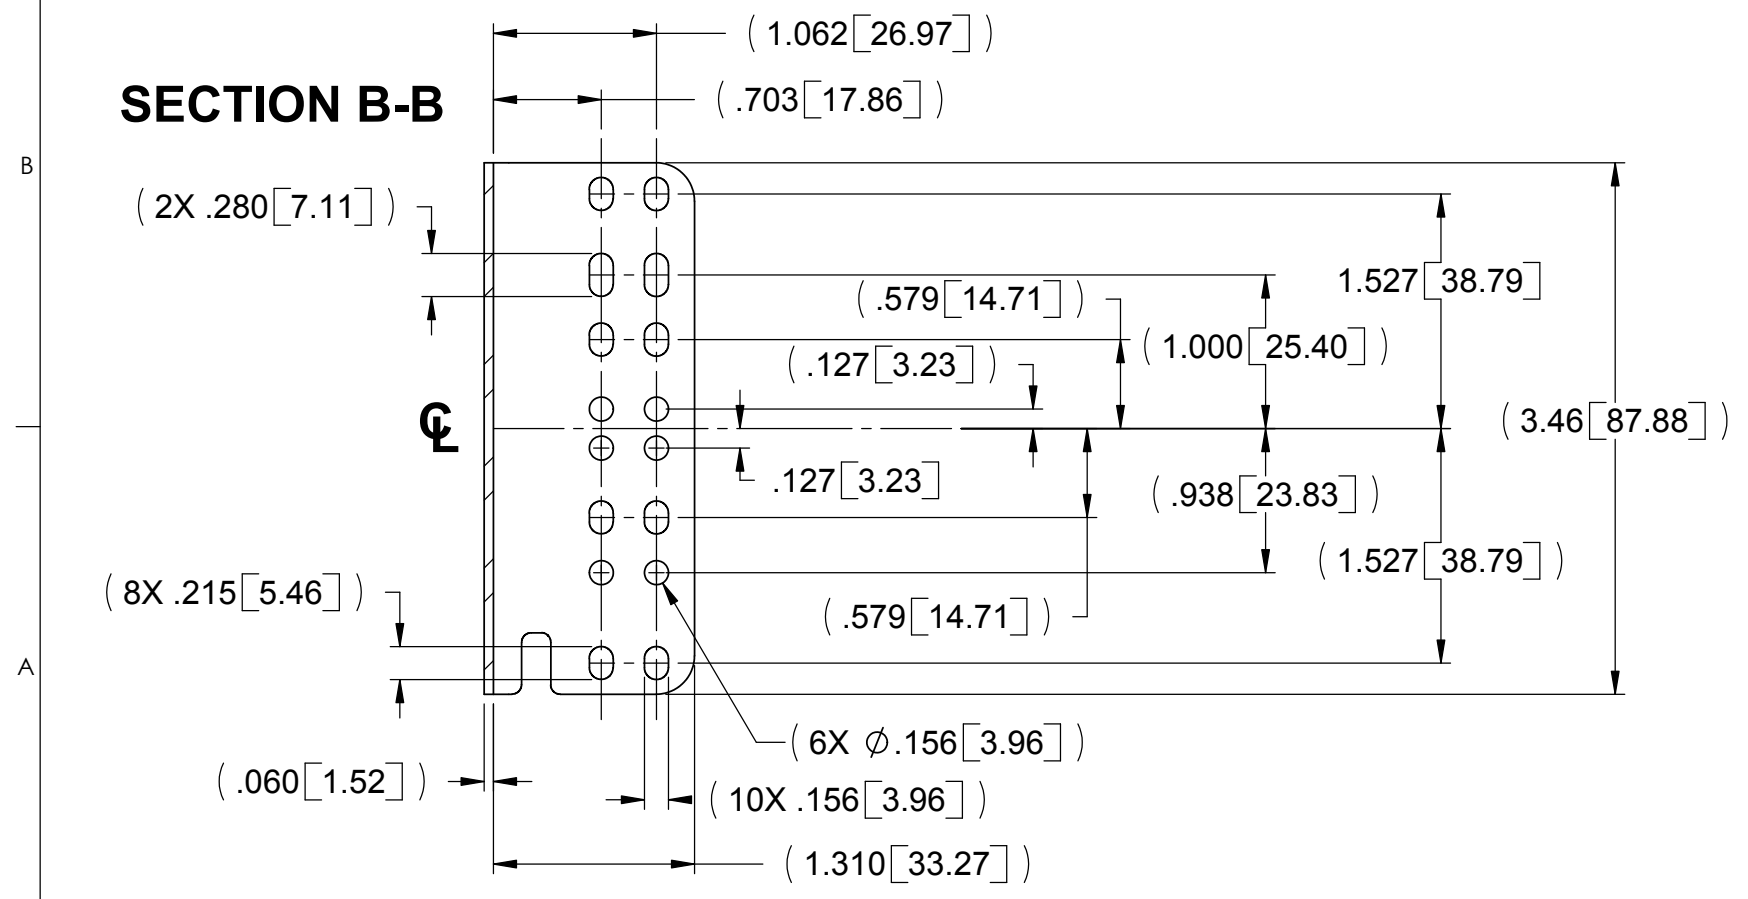 ( 1.062[26.97] )
( .703[17.86] )
SECTION B-B
B
( 2X .280[7.11] )
1.527[38.79]
( .579[14.71] )
( 1.000[25.40] )
( .127[3.23] )
℄
( 3.46[87.88] )
.127[3.23]
( .938[23.83] )
( 1.527[38.79] )
( 8X .215[5.46] )
( .579[14.71] )
A
( 6X ⌀.156[3.96] )
( .060[1.52] )
( 10X .156[3.96] )
( 1.310[33.27] )